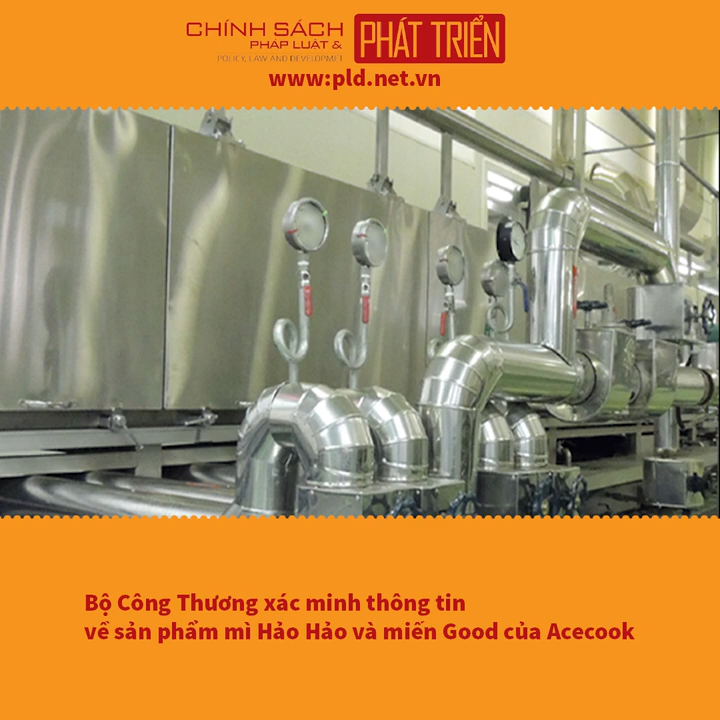 CHÍNH SÁCH
PHÁP LUẬT &
PHÁT TRIỂN
POLICY, LAW AND DEVELOPMET
www:pld.net.vn
Bộ Công Thương xác minh thông tin
về sản phẩm mì Hảo Hảo và miến Good của Acecook